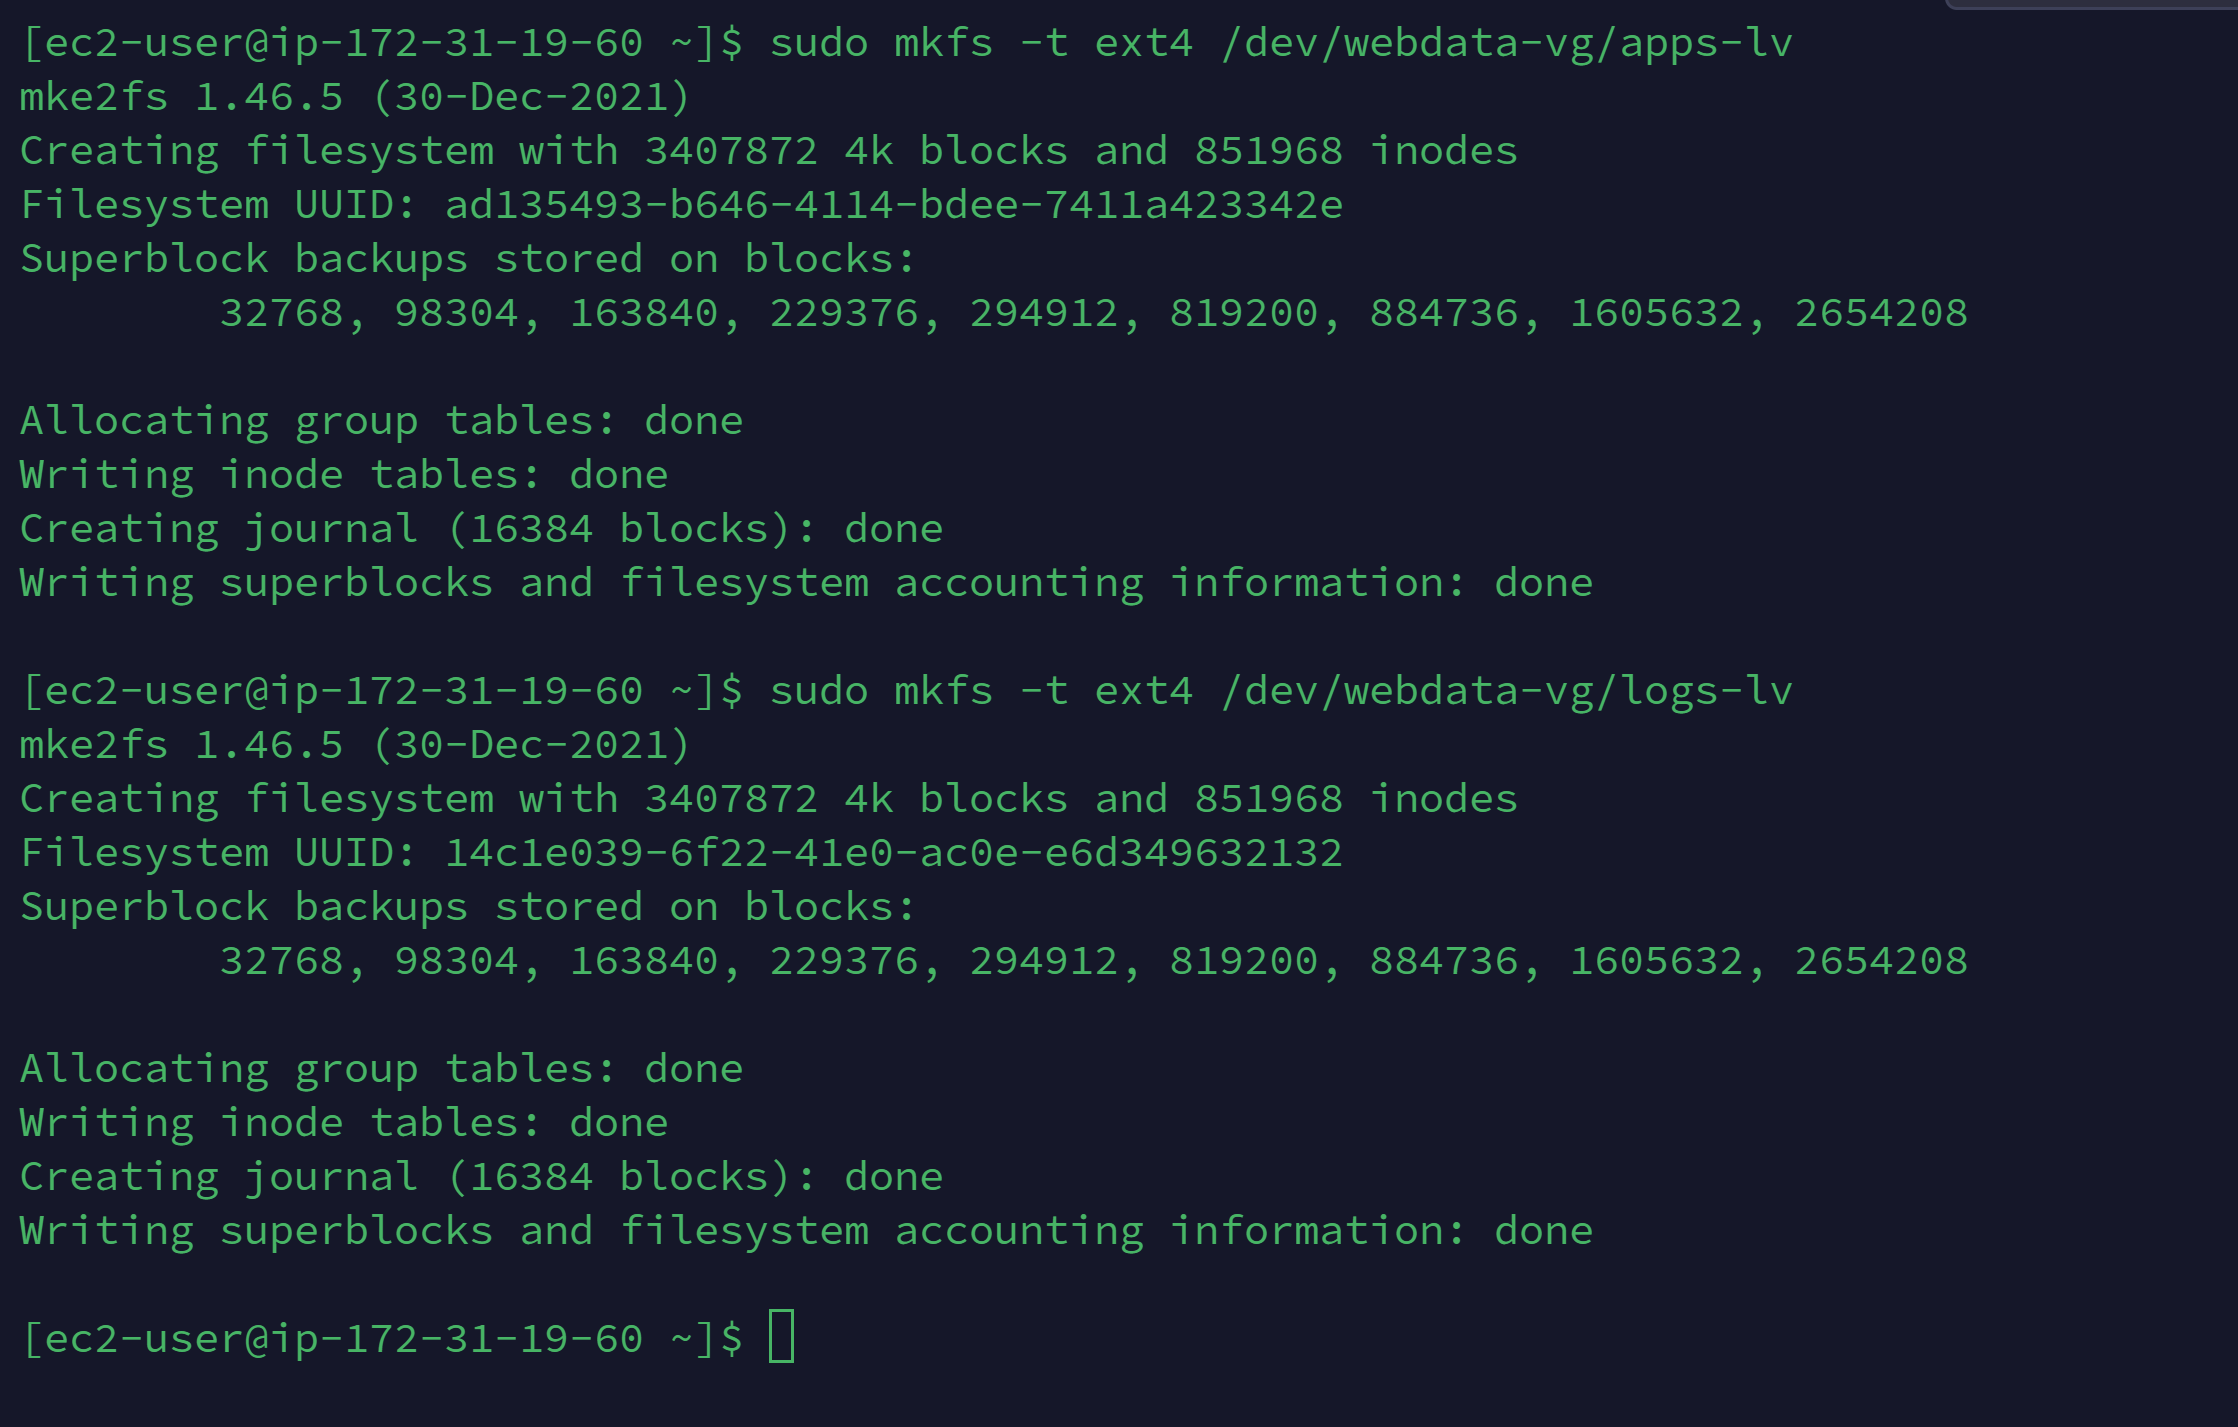 [ec2-user@ip-172-31-19-60 ~]$ sudo mkfs -t ext4 /dev/webdata-vg/apps-lv
mke2fs 1.46.5 (30-Dec-2021)
Creating filesystem with 3407872 4k blocks and 851968 inodes
Filesystem UUID: ad135493-b646-4114-bdee-7411a423342e
Superblock backups stored on blocks:
32768, 98304, 163840, 229376, 294912, 819200, 884736, 1605632, 2654208
Allocating group tables: done
Writing inode tables: done
Creating journal (16384 blocks): done
Writing superblocks and filesystem accounting information: done
[ec2-user@ip-172-31-19-60 ~]$ sudo mkfs -t ext4 /dev/webdata-vg/logs-lv
mke2fs 1.46.5 (30-Dec-2021)
Creating filesystem with 3407872 4k blocks and 851968 inodes
Filesystem UUID: 14c1e039-6f22-41e0-ac0e-e6d349632132
Superblock backups stored on blocks:
32768, 98304, 163840, 229376, 294912, 819200, 884736, 1605632, 2654208
Allocating group tables: done
Writing inode tables: done
Creating journal (16384 blocks): done
Writing superblocks and filesystem accounting information: done
[ec2-user@ip-172-31-19-60 ~]$